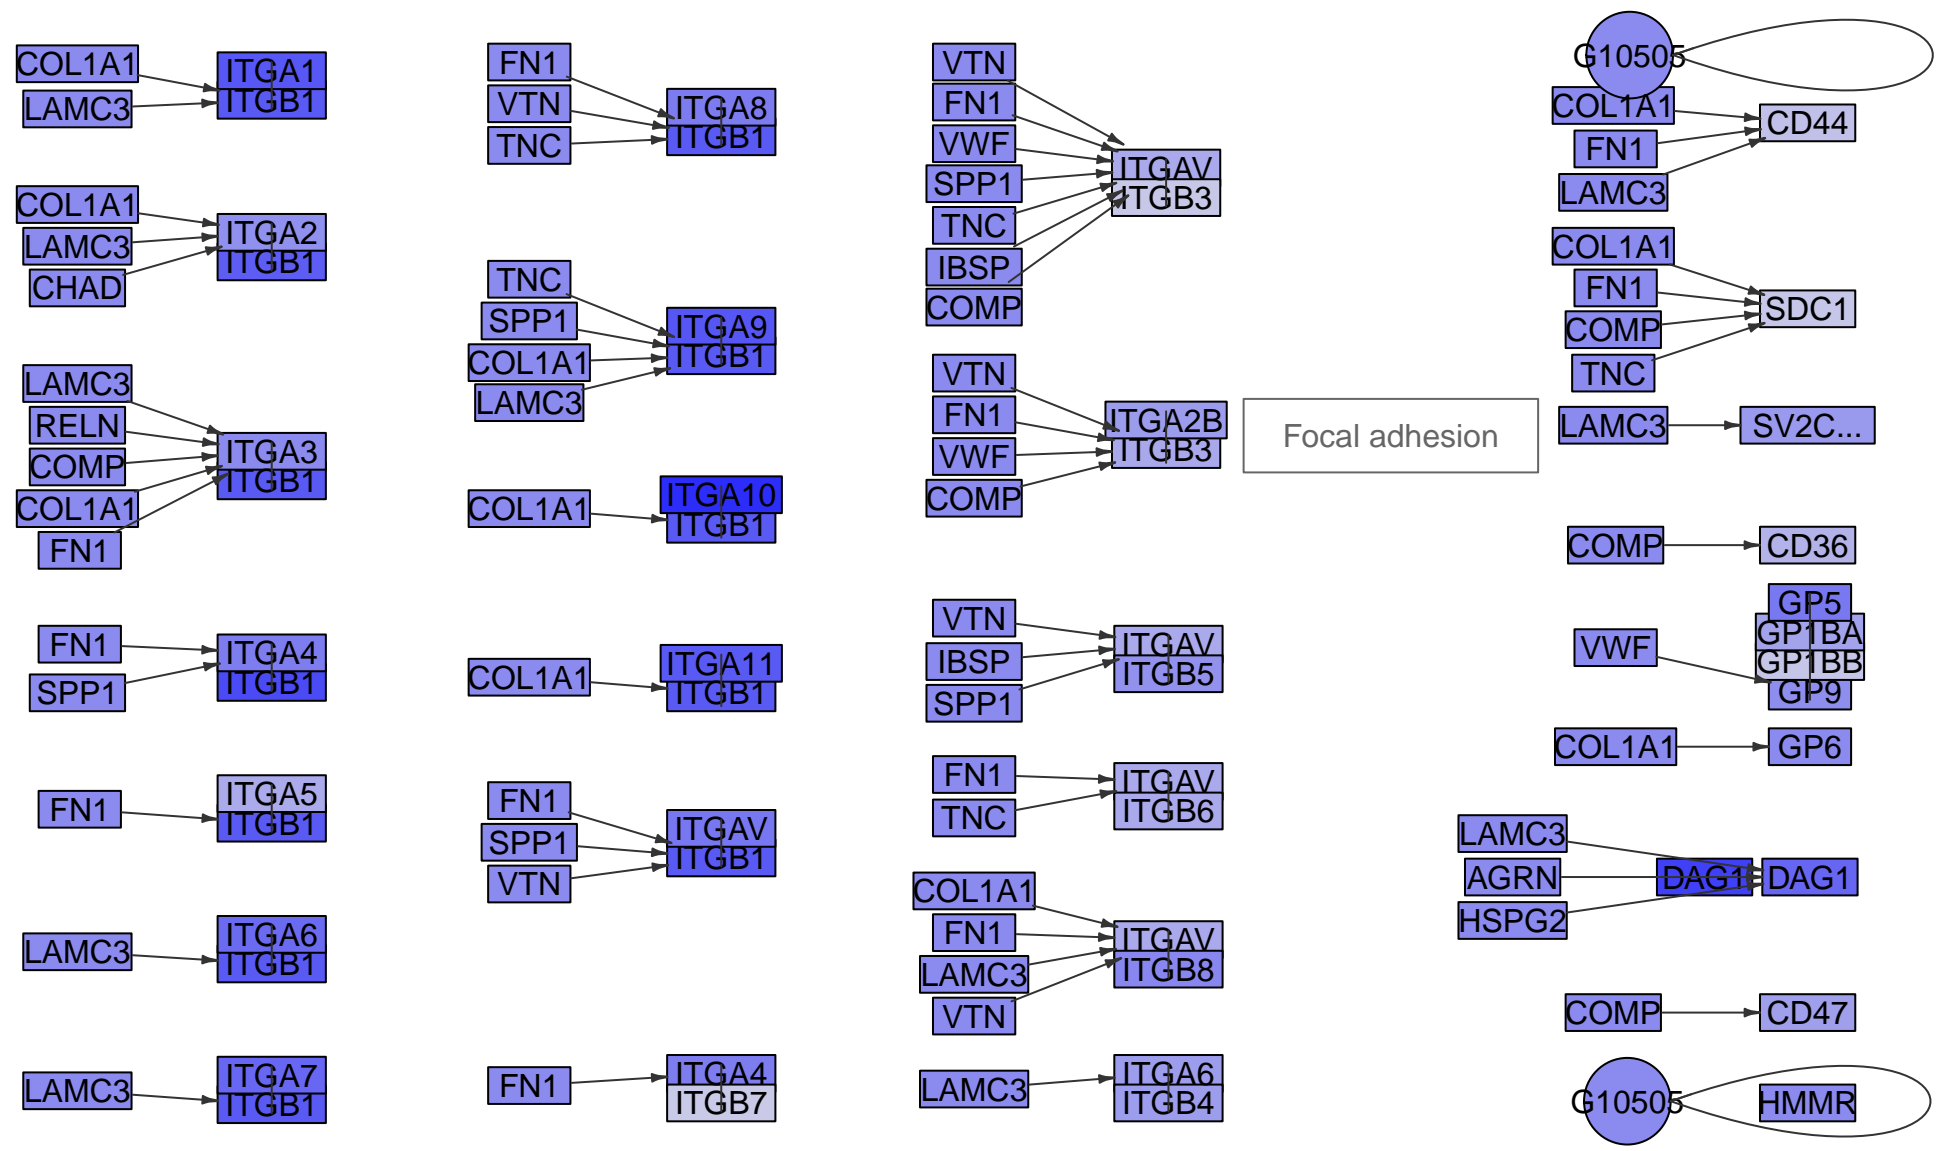 COL1A1
LAMC3
ITGA1
ITGB1
COL1A1
LAMC3
CHAD
ITGA2
ITGB1
LAMC3
RELN
COMP
COL1A1
FN1
ITGA3
ITGB1
FN1
SPP1
ITGA4
ITGB1
FN1
ITGA5
ITGB1
LAMC3
ITGA6
ITGB1
LAMC3
ITGA7
ITGB1
FN1
VTN
TNC
ITGA8
ITGB1
TNC
SPP1
COL1A1
LAMC3
ITGA9
ITGB1
COL1A1
ITGA10
ITGB1
COL1A1
ITGA11
ITGB1
FN1
SPP1
VTN
ITGAV
ITGB1
FN1
ITGA4
ITGB7
VTN
FN1
VWF
SPP1
TNC
IBSP
COMP
ITGAV
ITGB3
VTN
FN1
VWF
COMP
ITGA2B
ITGB3
Focal adhesion
VTN
IBSP
SPP1
ITGAV
ITGB5
FN1
TNC
ITGAV
ITGB6
COL1A1
FN1
LAMC3
VTN
ITGAV
ITGB8
LAMC3
ITGA6
ITGB4
G10505
COL1A1
FN1
LAMC3
CD44
COL1A1
FN1
COMP
TNC
SDC1
LAMC3
SV2C...
COMP
CD36
VWF
GP5
GP1BA
GP1BB
GP9
COL1A1
GP6
LAMC3
AGRN
HSPG2
DAG1
DAG1
COMP
CD47
G10505
HMMR